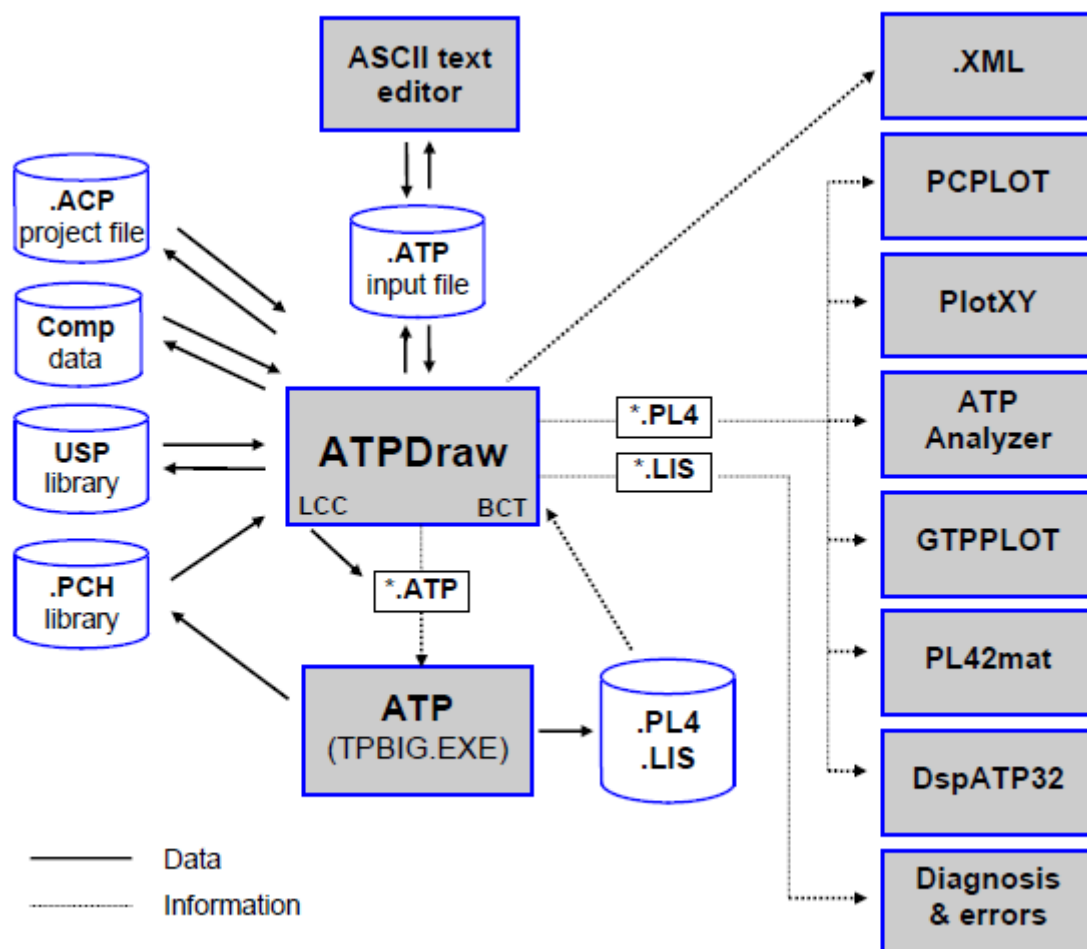 ASCII text
editor
.XML
.ACP
project file
.ATP
input file
PCPLOT
Comp
data
PlotXY
USP
library
ATPDraw
LCC
BCT
*.PL4
*.LIS
ATP
Analyzer
.PCH
library
*.ATP
GTPPLOT
ATP
(TPBIG.EXE)
.PL4
.LIS
PL42mat
DspATP32
Data
Information
Diagnosis
& errors